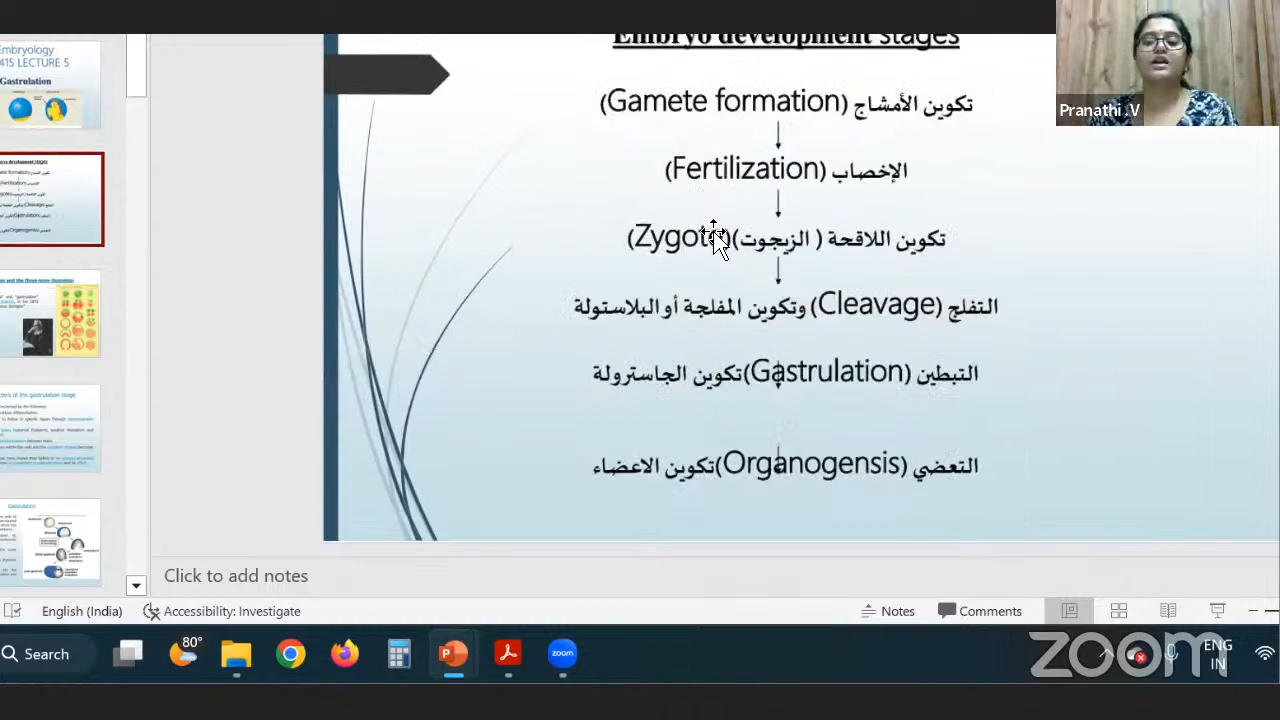 Embryology
415 LECTURE 5
Gastrulation
Embryo development stages
تكوين الأمشاج (Gamete formation)
الإخصاب (Fertilization)
تكوين اللاقحة ( الزيجوت)(Zygote)
التفلج (Cleavage) وتكوين المفلجة أو البلاستولة
التبطين (Gastrulation)تكوين الجاسترولة
التعضي (Organogensis)تكوين الاعضاء
Pranathi .V
Click to add notes
English (India)
Accessibility: Investigate
Notes
Comments
Search
80°
zoom
zoom
ENG
IN